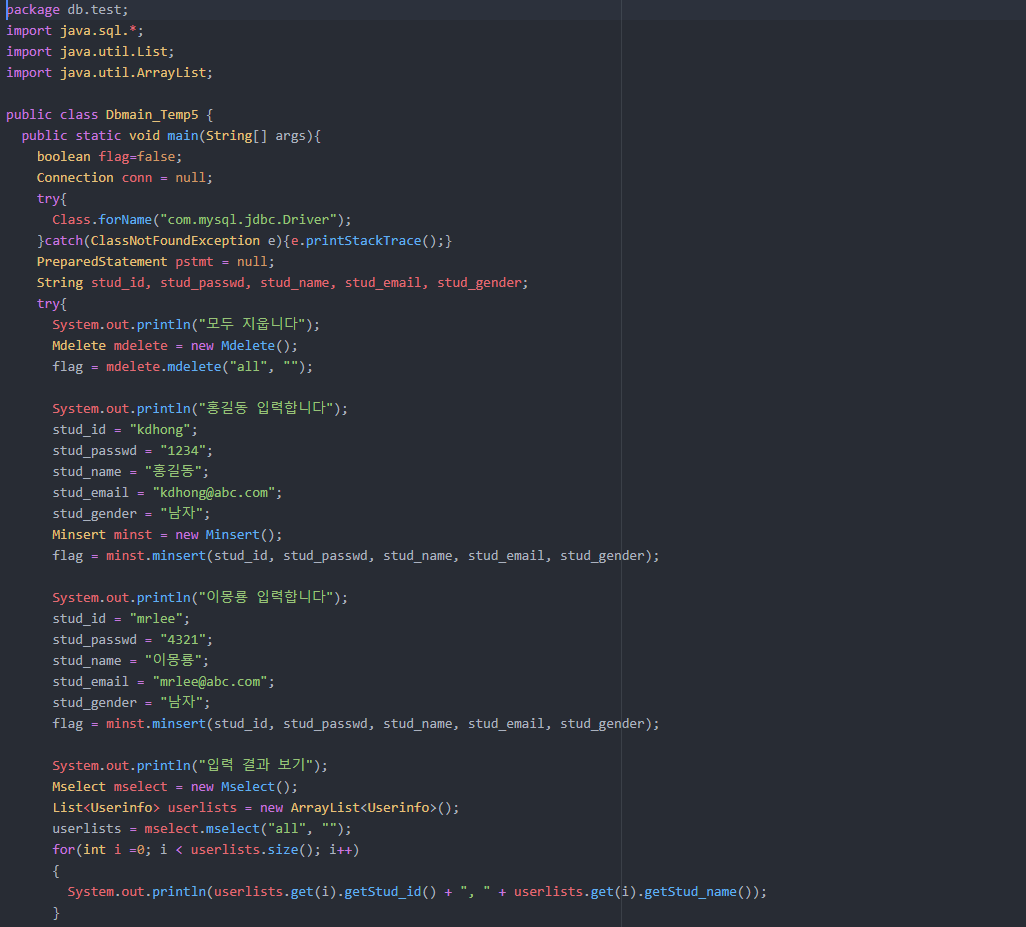 package db.test;
import java.sql.*;
import java.util.List;
import java.util.ArrayList;
public class Dbmain_Temp5 {
public static void main(String[] args){
boolean flag=false;
Connection conn = null;
try{
Class.forName("com.mysql.jdbc.Driver");
}catch(ClassNotFoundException e){e.printStackTrace();}
PreparedStatement pstmt = null;
String stud_id, stud_passwd, stud_name, stud_email, stud_gender;
try{
System.out.println("모두 지웁니다");
Mdelete mdelete = new Mdelete();
flag = mdelete.mdelete("all", "");
System.out.println("홍길동 입력합니다");
stud_id = "kdhong";
stud_passwd = "1234";
stud_name = "홍길동";
stud_email = "kdhong@abc.com";
stud_gender = "남자";
Minsert minst = new Minsert();
flag = minst.minsert(stud_id, stud_passwd, stud_name, stud_email, stud_gender);
System.out.println("이몽룡 입력합니다");
stud_id = "mrlee";
stud_passwd = "4321";
stud_name = "이몽룡";
stud_email = "mrlee@abc.com";
stud_gender = "남자";
flag = minst.minsert(stud_id, stud_passwd, stud_name, stud_email, stud_gender);
System.out.println("입력 결과 보기");
Mselect mselect = new Mselect();
List<Userinfo> userlists = new ArrayList<Userinfo>();
userlists = mselect.mselect("all", "");
for(int i =0; i < userlists.size(); i++)
{
System.out.println(userlists.get(i).getStud_id() + ", " + userlists.get(i).getStud_name());
}